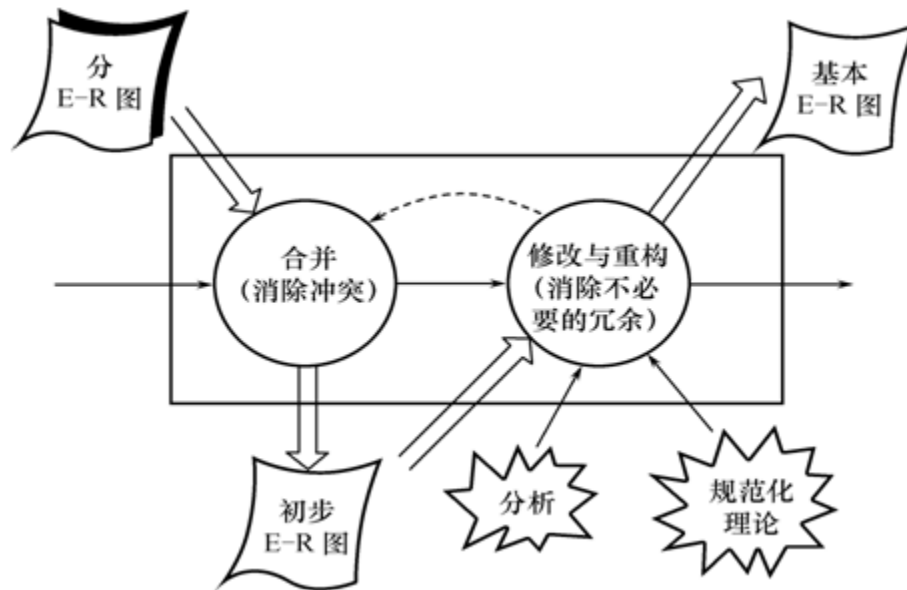 分
E-R 图
基本
E-R 图
合并
（消除冲突）
修改与重构
（消除不必
要的冗余）
初步
E-R 图
分析
规范化
理论